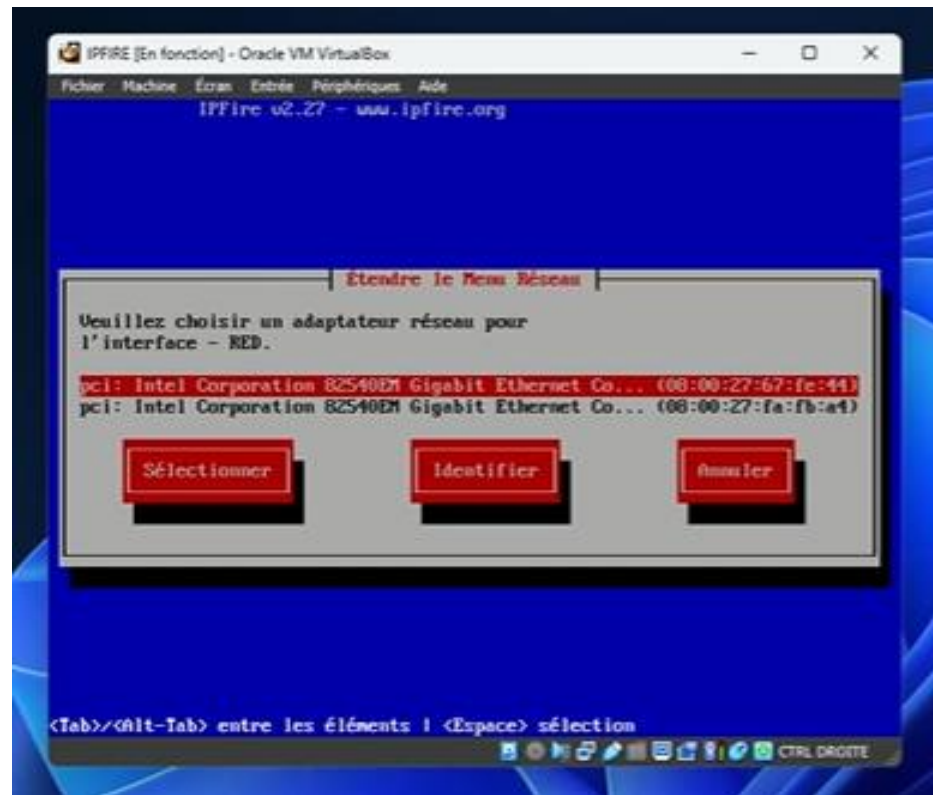 IPFIRE [En fonction] - Oracle VM VirtualBox
Fichier Machine Écran Entrée Périphériques Aide
IPFire v2.27 - www.ipfire.org
Étendre le Menu Réseau
Veuillez choisir un adaptateur réseau pour
l'interface - RED.
pci: Intel Corporation 82540EM Gigabit Ethernet Co... (08:00:27:67:fe:44)
pci: Intel Corporation 82540EM Gigabit Ethernet Co... (08:00:27:fa:fb:a4)
Sélectionner Identifier Annuler
<Tab>/<Alt-Tab> entre les éléments | <Espace> sélection
CTRL DROITE